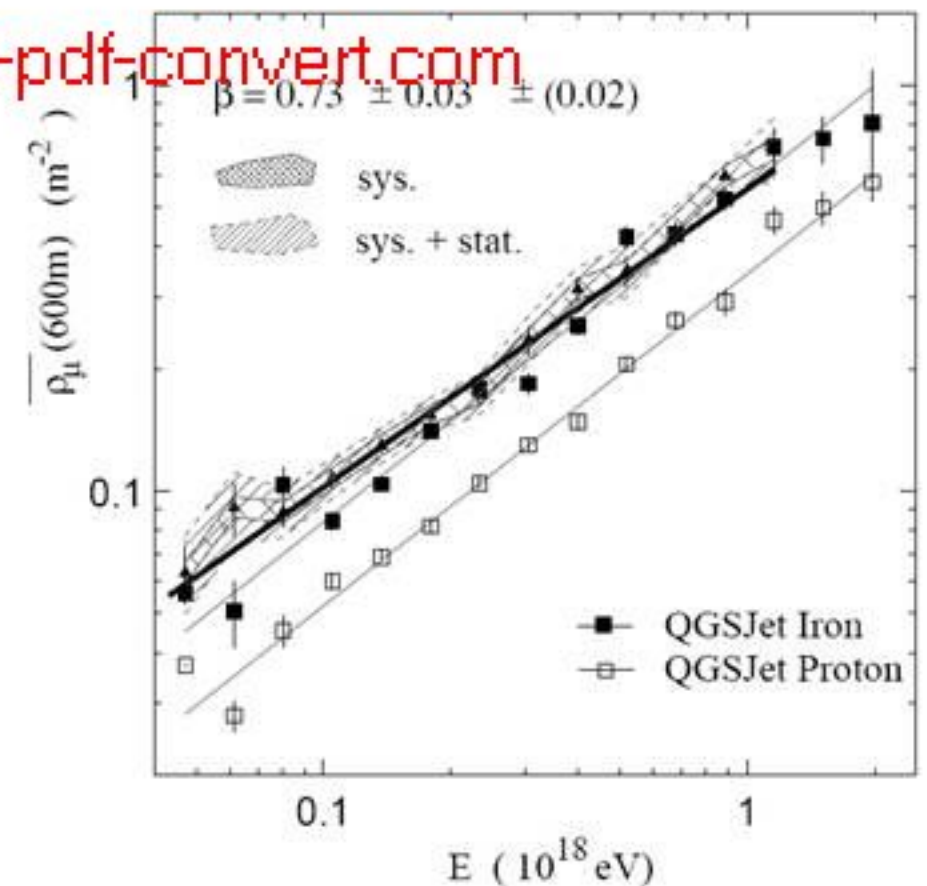 -pdf-convert.com
1
β = 0.73 ± 0.03 ± (0.02)
sys.
sys. + stat.
ρμ(600m) (m⁻²)
0.1
QGSJet Iron
QGSJet Proton
0.1 1
E ( 10¹⁸ eV)